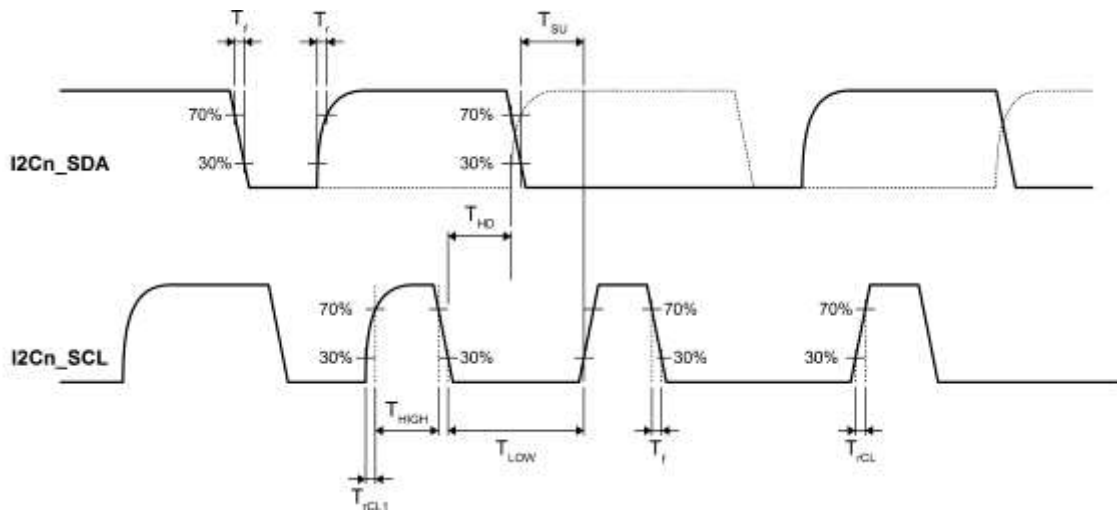 Tf Tr TSU
70% 70%
30% 30%
I2Cn_SDA
THD
70% 70% 70%
I2Cn_SCL
30% 30% 30% 30%
THIGH
TLOW Tf TrCL
TrCL1